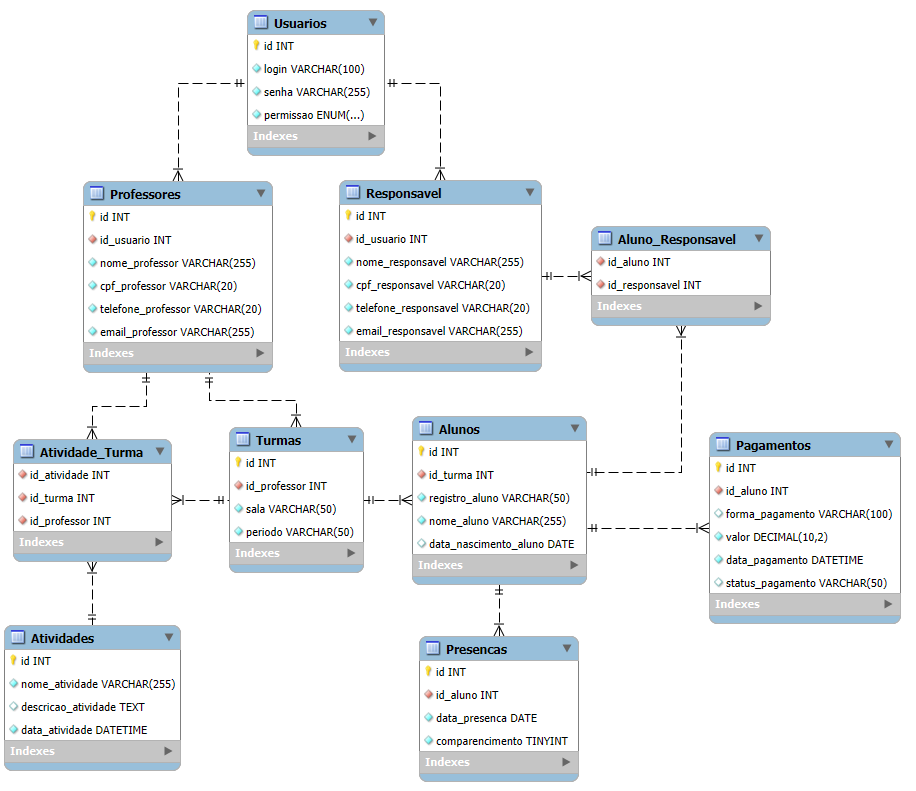 Usuarios
id INT
login VARCHAR(100)
senha VARCHAR(255)
permissao ENUM(...)
Indexes
Professores
id INT
id_usuario INT
nome_professor VARCHAR(255)
cpf_professor VARCHAR(20)
telefone_professor VARCHAR(20)
email_professor VARCHAR(255)
Indexes
Responsavel
id INT
id_usuario INT
nome_responsavel VARCHAR(255)
cpf_responsavel VARCHAR(20)
telefone_responsavel VARCHAR(20)
email_responsavel VARCHAR(255)
Indexes
Aluno_Responsavel
id_aluno INT
id_responsavel INT
Indexes
Atividade_Turma
id_atividade INT
id_turma INT
id_professor INT
Indexes
Turmas
id INT
id_professor INT
sala VARCHAR(50)
periodo VARCHAR(50)
Indexes
Alunos
id INT
id_turma INT
registro_aluno VARCHAR(50)
nome_aluno VARCHAR(255)
data_nascimento_aluno DATE
Indexes
Pagamentos
id INT
id_aluno INT
forma_pagamento VARCHAR(100)
valor DECIMAL(10,2)
data_pagamento DATETIME
status_pagamento VARCHAR(50)
Indexes
Atividades
id INT
nome_atividade VARCHAR(255)
descricao_atividade TEXT
data_atividade DATETIME
Indexes
Presencas
id INT
id_aluno INT
data_presenca DATE
comparencimento TINYINT
Indexes